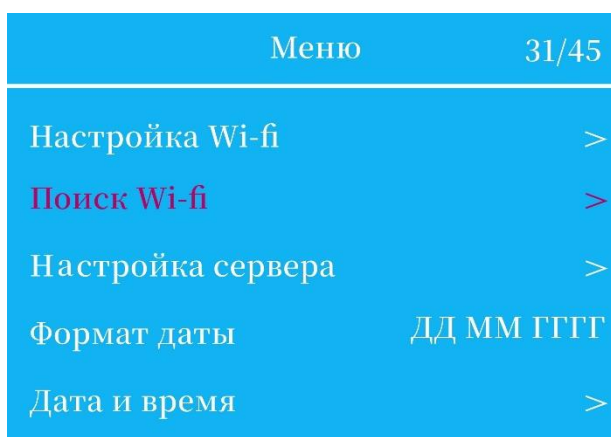 Меню 31/45
Настройка Wi-fi >
Поиск Wi-fi >
Настройка сервера >
Формат даты ДД ММ ГГГГ
Дата и время >